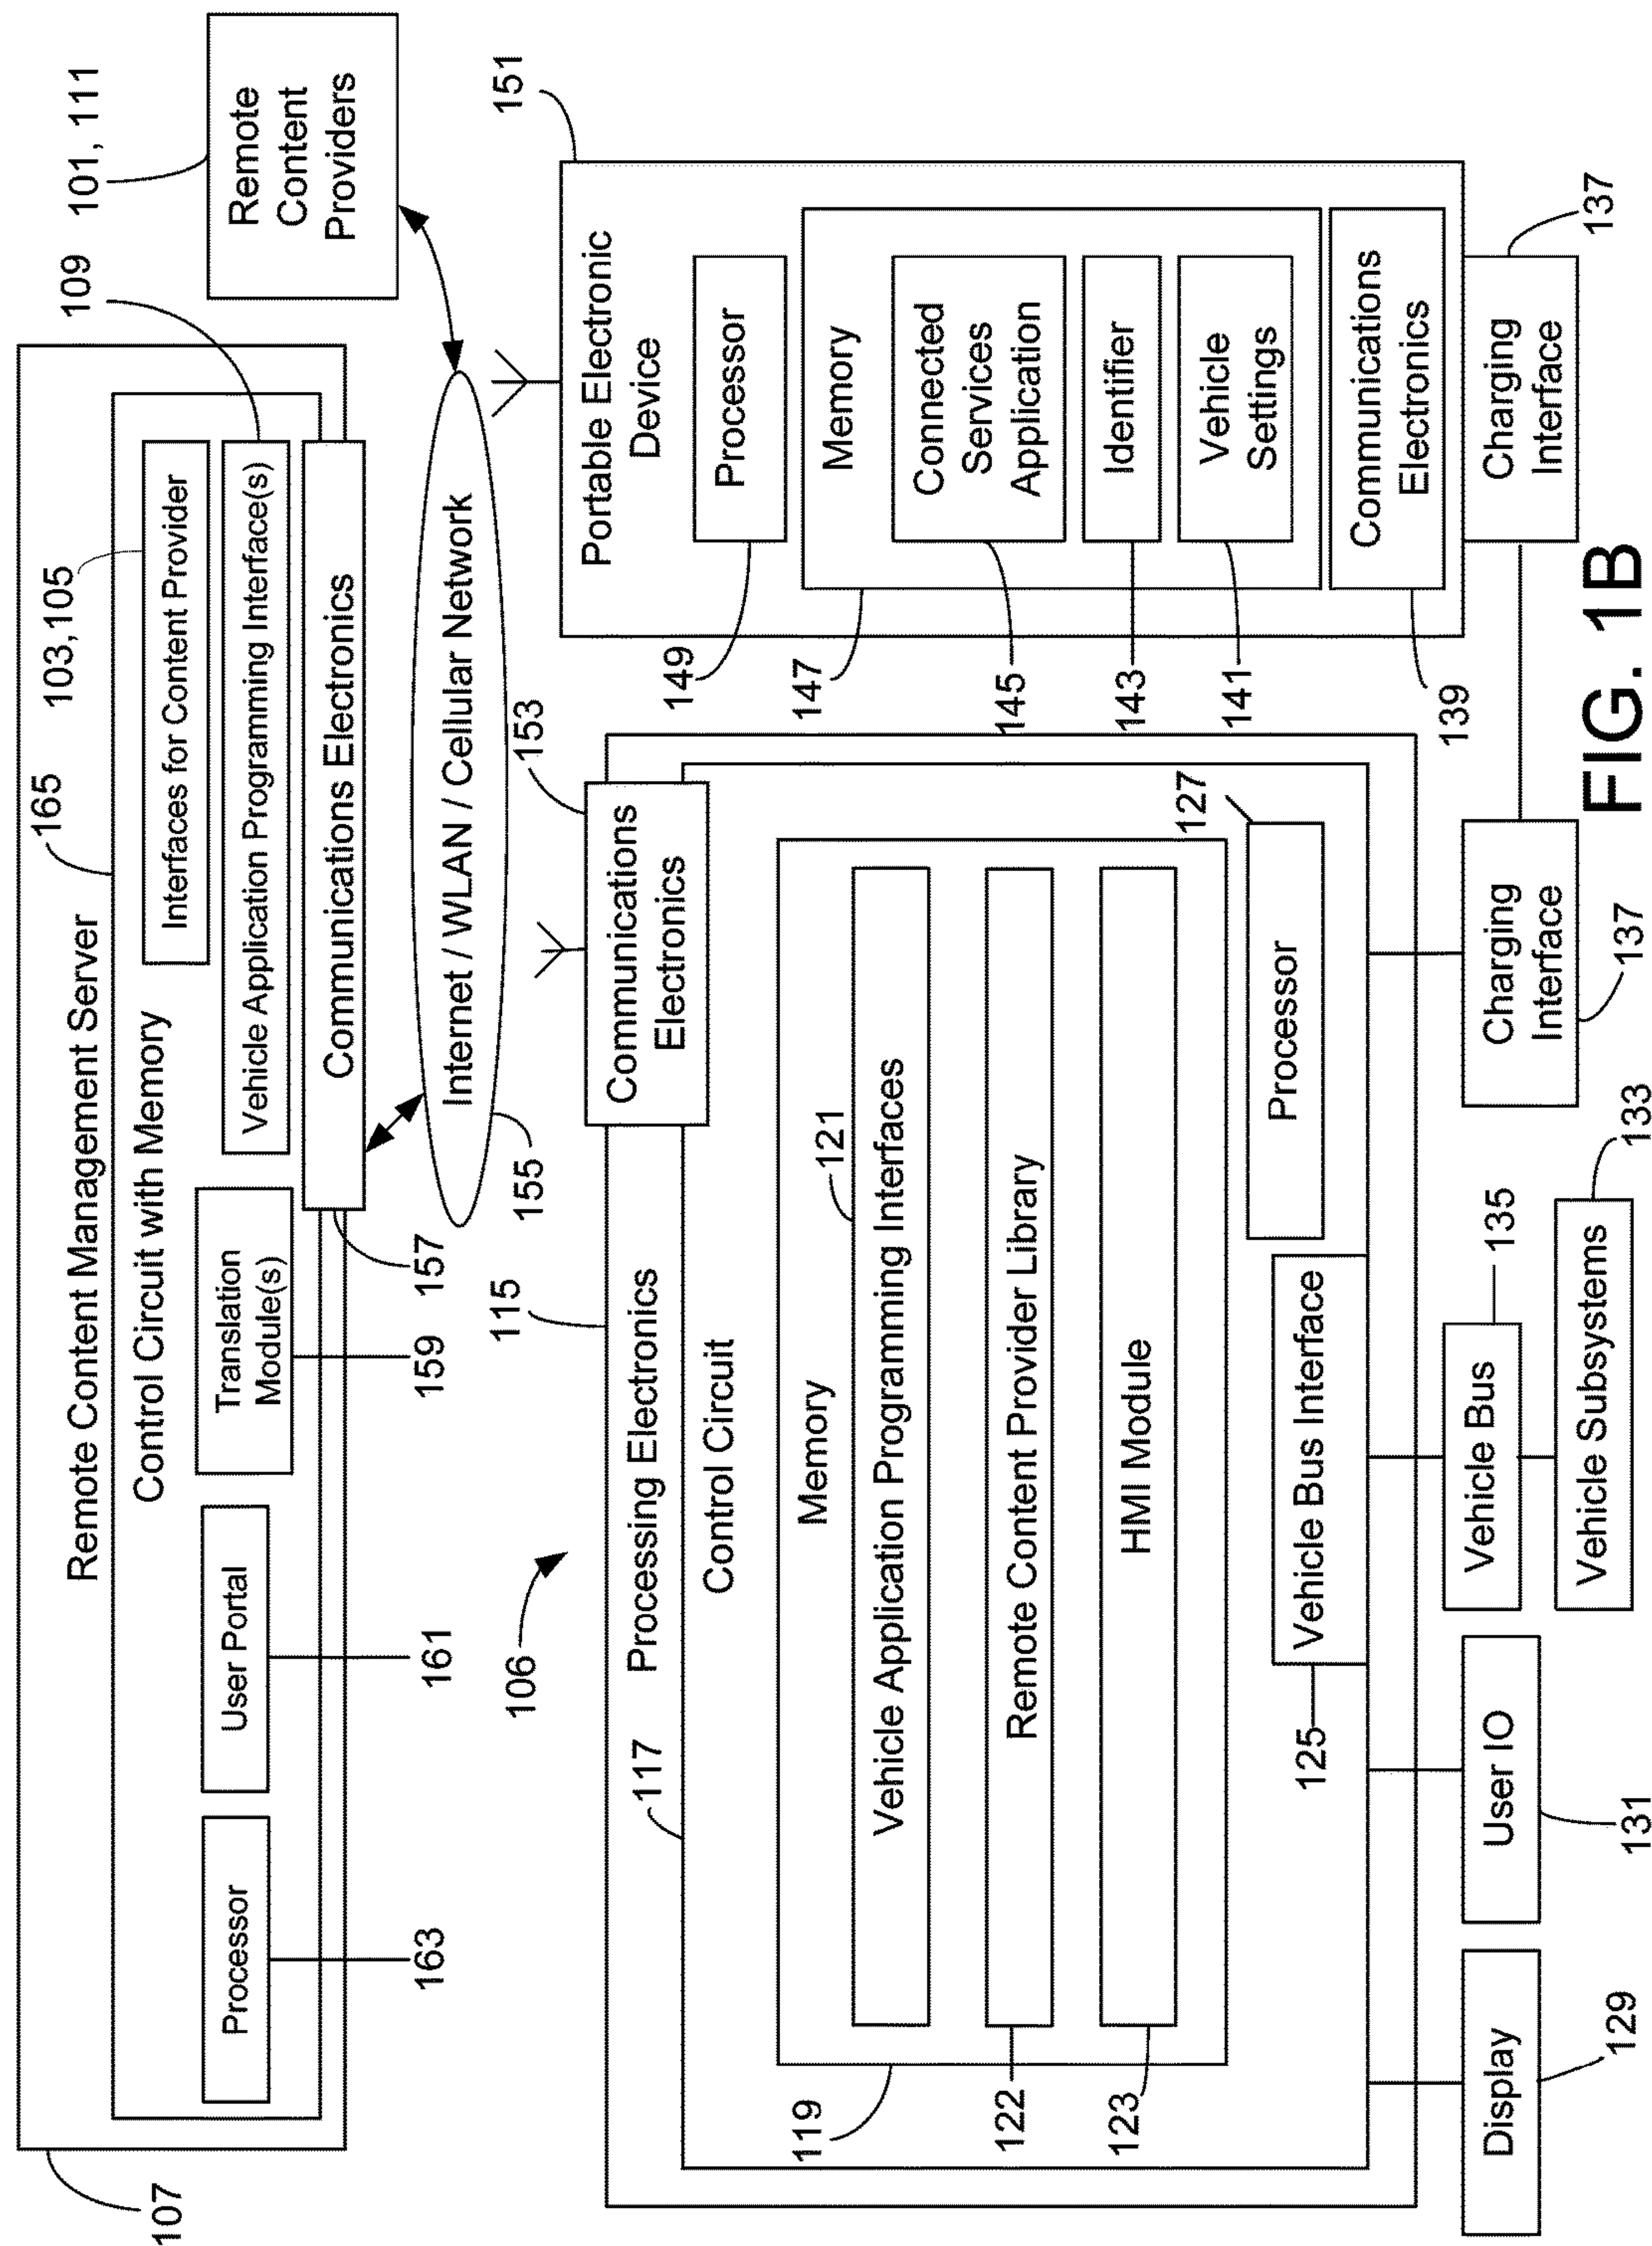 107
Remote Content Management Server
165
103,105
109
101, 111
Control Circuit with Memory
Processor
User Portal
Translation
Module(s)
Interfaces for Content Provider
Vehicle Application Programming Interface(s)
Communications Electronics
Remote
Content
Providers
163
161
159
157
155
Internet / WLAN / Cellular Network
106
115
153
151
Processing Electronics
Communications
Electronics
117
Control Circuit
119
Memory
121
Vehicle Application Programming Interfaces
122
Remote Content Provider Library
123
HMI Module
127
Processor
125
Vehicle Bus Interface
Portable Electronic
Device
149
Processor
147
Memory
145
Connected
Services
Application
143
Identifier
141
Vehicle
Settings
139
Communications
Electronics
Display
129
User IO
131
Vehicle Bus
135
Vehicle Subsystems
133
Charging
Interface
137
Charging
Interface
137
FIG. 1B